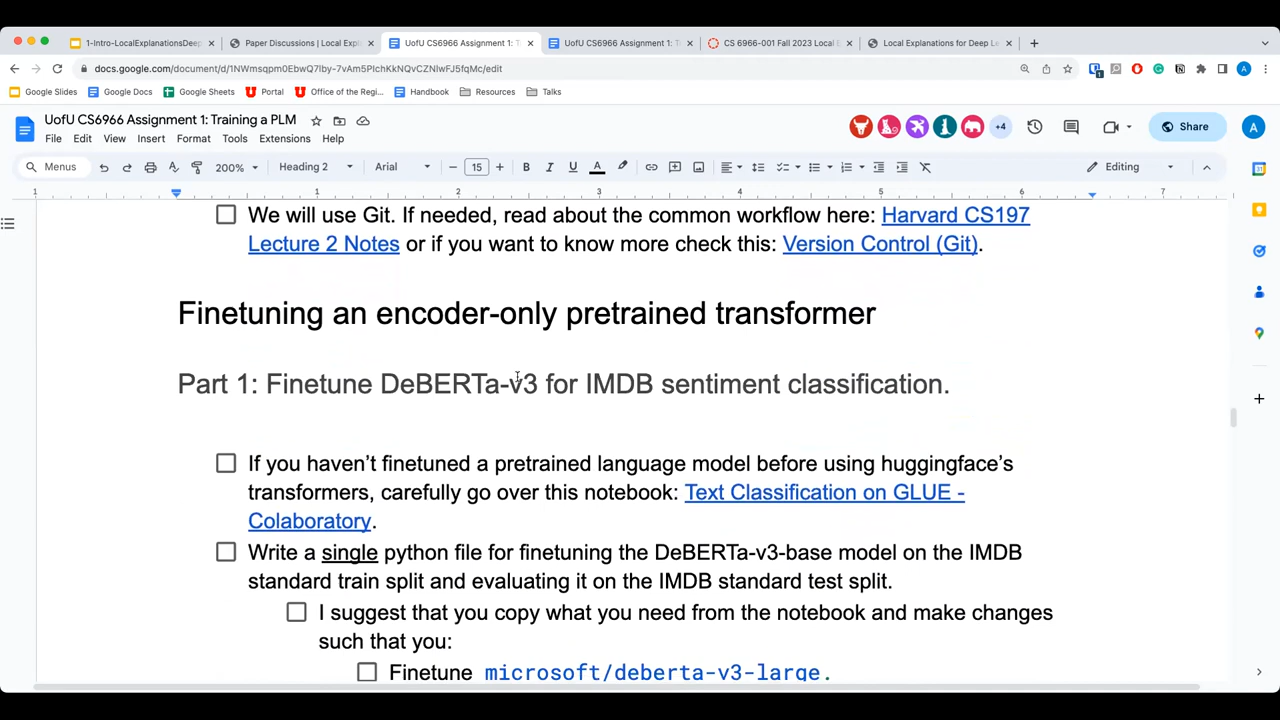 1-Intro-LocalExplanationsDeep
Paper Discussions | Local Expl
UofU CS6966 Assignment 1: T
UofU CS6966 Assignment 1: T
CS 6966-001 Fall 2023 Local E
Local Explanations for Deep Le
docs.google.com/document/d/1NWmsqpm0EbwQ7lby-7vAm5PlchKkNQvCZNlwFJ5fqMc/edit
Google Slides
Google Docs
Google Sheets
Portal
Office of the Regi...
Handbook
Resources
Talks
UofU CS6966 Assignment 1: Training a PLM
File Edit View Insert Format Tools Extensions Help
+4
Share
A
Menus
200%
Heading 2
Arial
15
Editing
1 1 2 3 4 5 6 7
We will use Git. If needed, read about the common workflow here: Harvard CS197
Lecture 2 Notes or if you want to know more check this: Version Control (Git).
Finetuning an encoder-only pretrained transformer
Part 1: Finetune DeBERTa-v3 for IMDB sentiment classification.
If you haven't finetuned a pretrained language model before using huggingface's
transformers, carefully go over this notebook: Text Classification on GLUE -
Colaboratory.
Write a single python file for finetuning the DeBERTa-v3-base model on the IMDB
standard train split and evaluating it on the IMDB standard test split.
I suggest that you copy what you need from the notebook and make changes
such that you:
Finetune microsoft/deberta-v3-large.